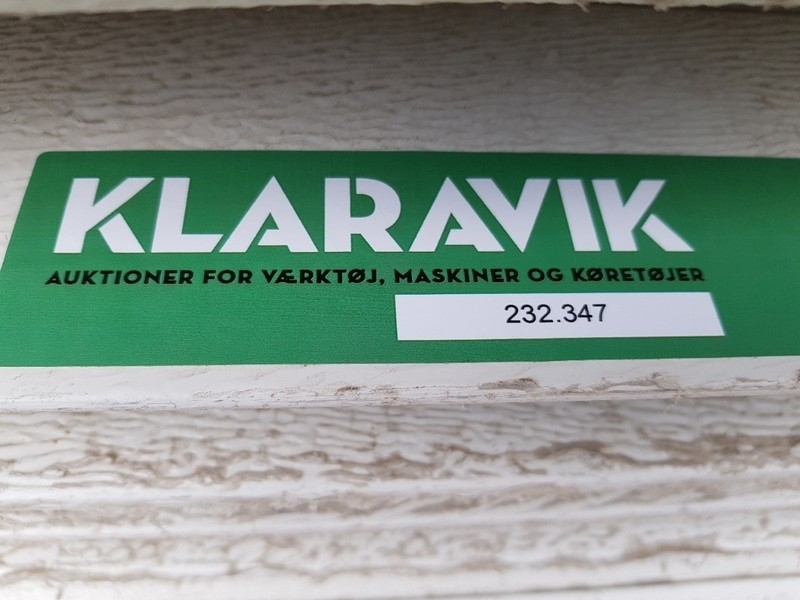 KLARAVIK
AUKTIONER FOR VÆRKTØJ, MASKINER OG KØRETØJER
232.347